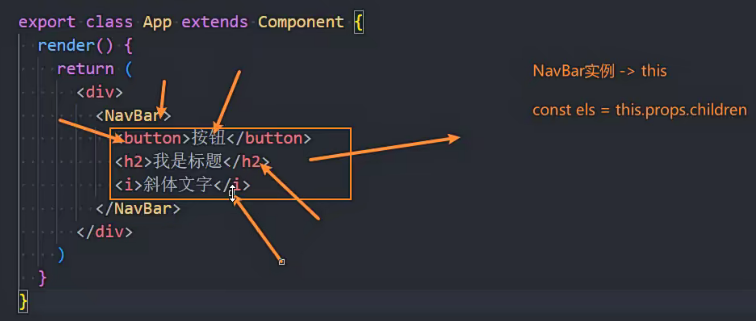 export class App extends Component {
render() {
return (
<div>
<NavBar>
<button>按钮</button>
<h2>我是标题</h2>
<i>斜体文字</i>
</NavBar>
</div>
)
}
}
NavBar实例 -> this
const els = this.props.children